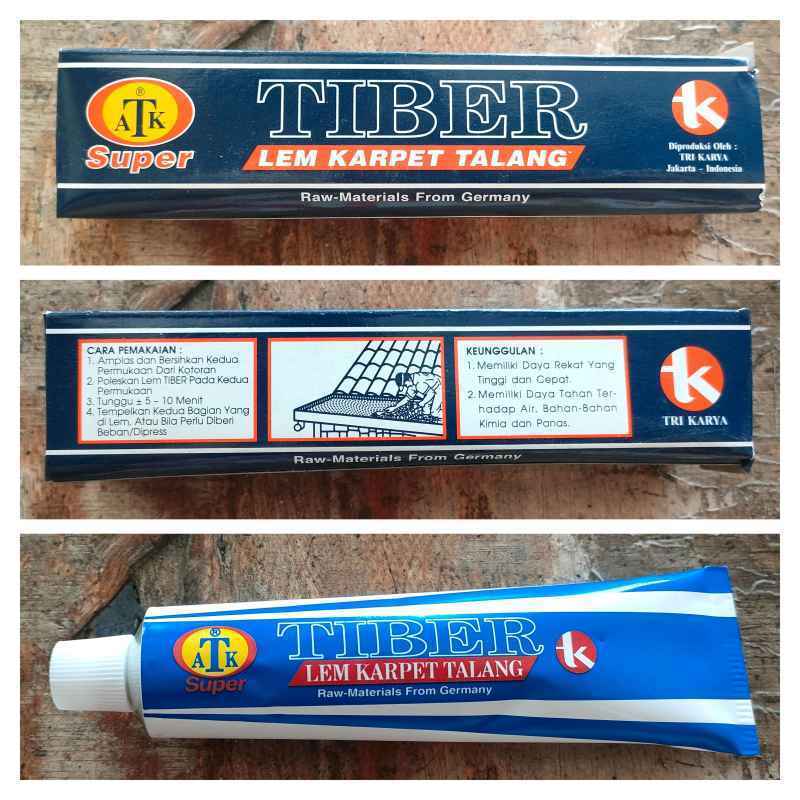 ATK
®
Super
TIBER
LEM KARPET TALANG
Raw-Materials From Germany
tk
Diproduksi Oleh :
TRI KARYA
Jakarta - Indonesia
CARA PEMAKAIAN :
1. Amplas dan Bersihkan Kedua
Permukaan Dari Kotoran
2. Poleskan Lem TIBER Pada Kedua
Permukaan
3. Tunggu ± 5 - 10 Menit
4. Tempelkan Kedua Bagian Yang
di Lem, Atau Bila Perlu Diberi
Beban/Dipress
KEUNGGULAN :
1. Memiliki Daya Rekat Yang
Tinggi dan Cepat.
2. Memiliki Daya Tahan Ter-
hadap Air, Bahan-Bahan
Kimia dan Panas.
tk
TRI KARYA
Raw-Materials From Germany
ATK
®
Super
TIBER
LEM KARPET TALANG
Raw-Materials From Germany
tk